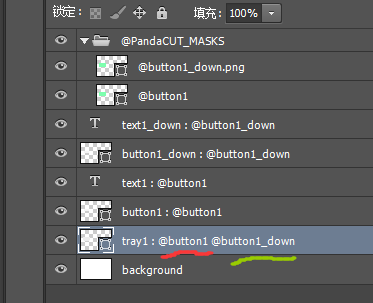 锁定: 填充: 100%
@PandaCUT_MASKS
@button1_down.png
@button1
T text1_down : @button1_down
button1_down : @button1_down
T text1 : @button1
button1 : @button1
tray1 : @button1 @button1_down
background